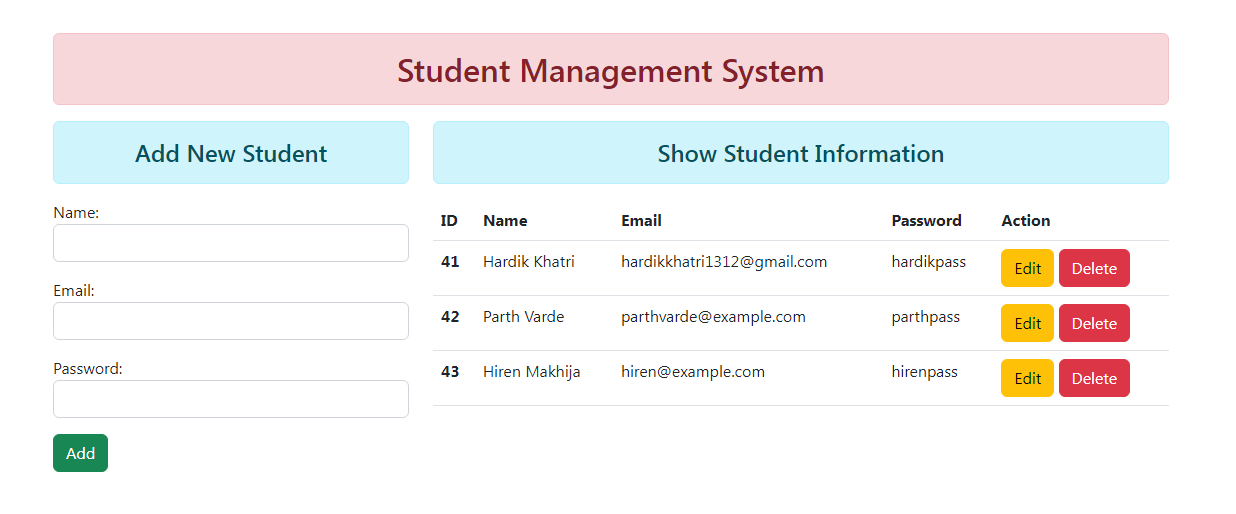 Student Management System
Add New Student
Name:
Email:
Password:
Add
Show Student Information
ID Name Email Password Action
41 Hardik Khatri hardikkhatri1312@gmail.com hardikpass Edit Delete
42 Parth Varde parthvarde@example.com parthpass Edit Delete
43 Hiren Makhija hiren@example.com hirenpass Edit Delete